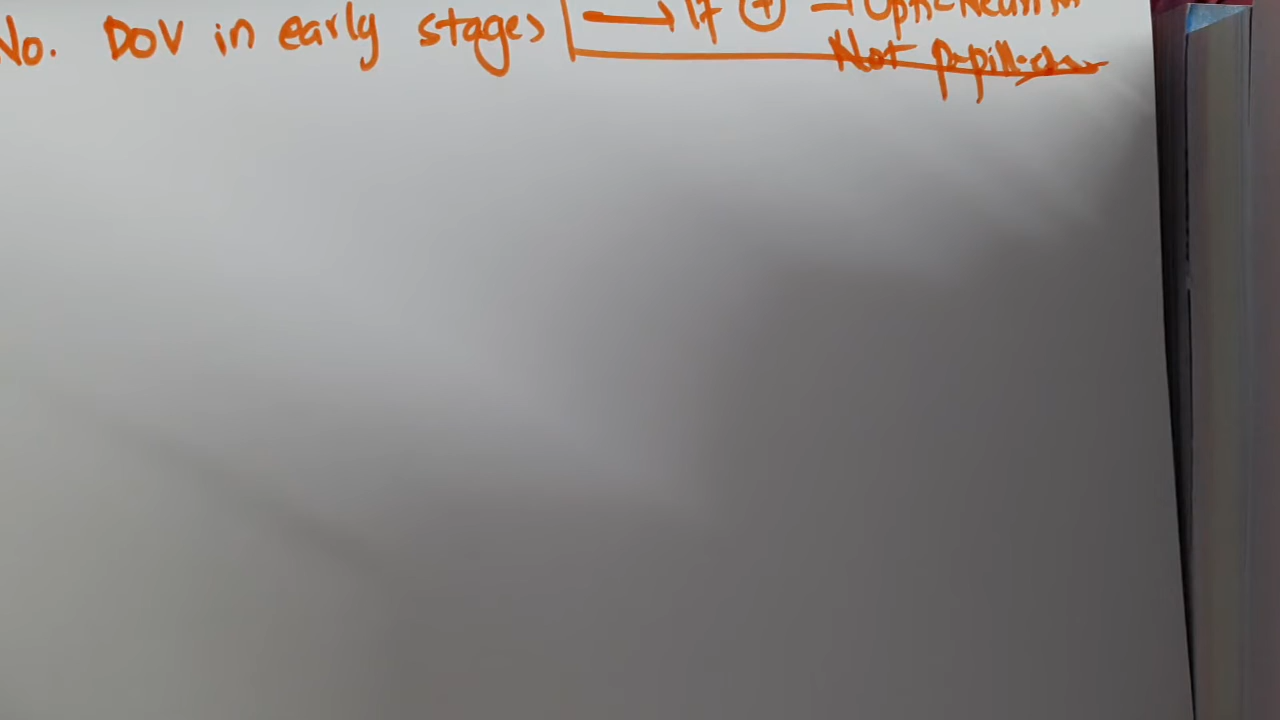 No. DOV in early stages → If ⊕ → Optic Neuritis
Not papilledema